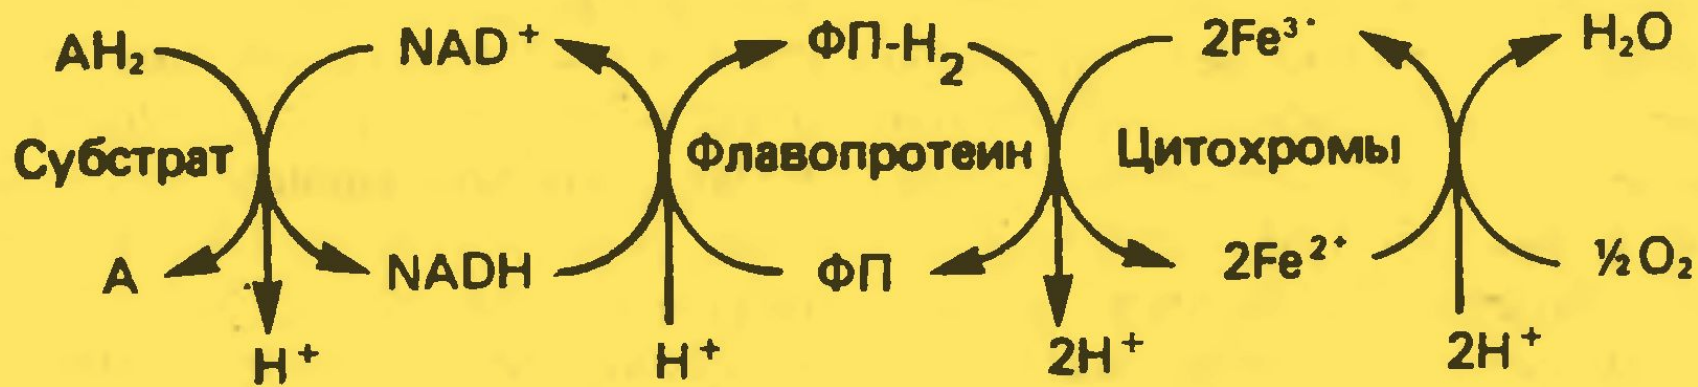 AH₂ NAD⁺ ФП-H₂ 2Fe³⁺ H₂O
Субстрат Флавопротеин Цитохромы
A NADH ФП 2Fe²⁺ ½O₂
H⁺ H⁺ 2H⁺ 2H⁺